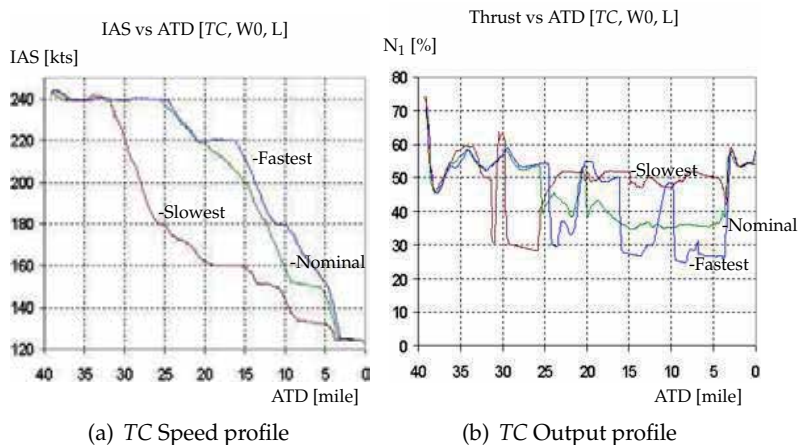 IAS vs ATD [TC, W0, L]
IAS [kts]
240
220
200
180
160
140
120
40 35 30 25 20 15 10 5 0
ATD [mile]
-Fastest
-Slowest
-Nominal
(a) TC Speed profile
Thrust vs ATD [TC, W0, L]
N1 [%]
80
70
60
50
40
30
20
10
0
40 35 30 25 20 15 10 5 0
ATD [mile]
-Slowest
-Nominal
-Fastest
(b) TC Output profile